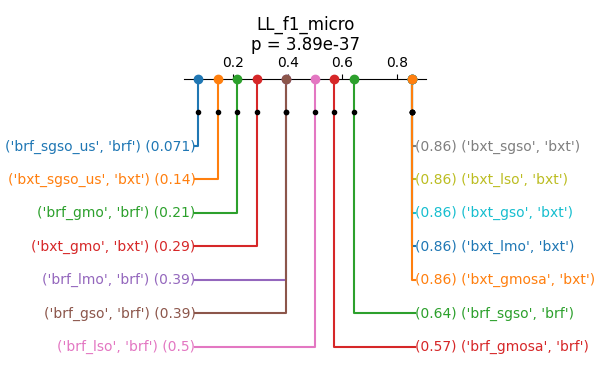 LL_f1_micro
p = 3.89e-37
0.2 0.4 0.6 0.8
('brf_sgso_us', 'brf') (0.071) (0.86) ('bxt_sgso', 'bxt')
('bxt_sgso_us', 'bxt') (0.14) (0.86) ('bxt_lso', 'bxt')
('brf_gmo', 'brf') (0.21) (0.86) ('bxt_gso', 'bxt')
('bxt_gmo', 'bxt') (0.29) (0.86) ('bxt_lmo', 'bxt')
('brf_lmo', 'brf') (0.39) (0.86) ('bxt_gmosa', 'bxt')
('brf_gso', 'brf') (0.39) (0.64) ('brf_sgso', 'brf')
('brf_lso', 'brf') (0.5) (0.57) ('brf_gmosa', 'brf')